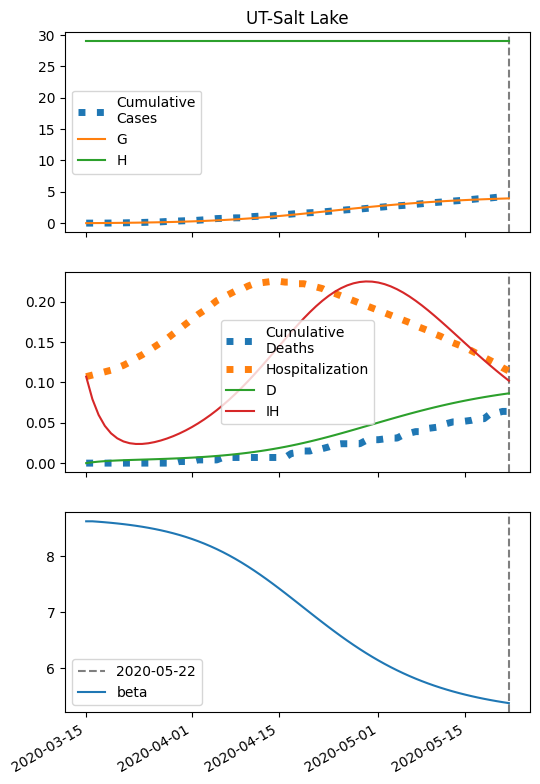 UT-Salt Lake
30
25
20
15
10
5
0
Cumulative
Cases
G
H
0.20
0.15
0.10
0.05
0.00
Cumulative
Deaths
Hospitalization
D
IH
8
7
6
2020-05-22
beta
2020-03-15
2020-04-01
2020-04-15
2020-05-01
2020-05-15